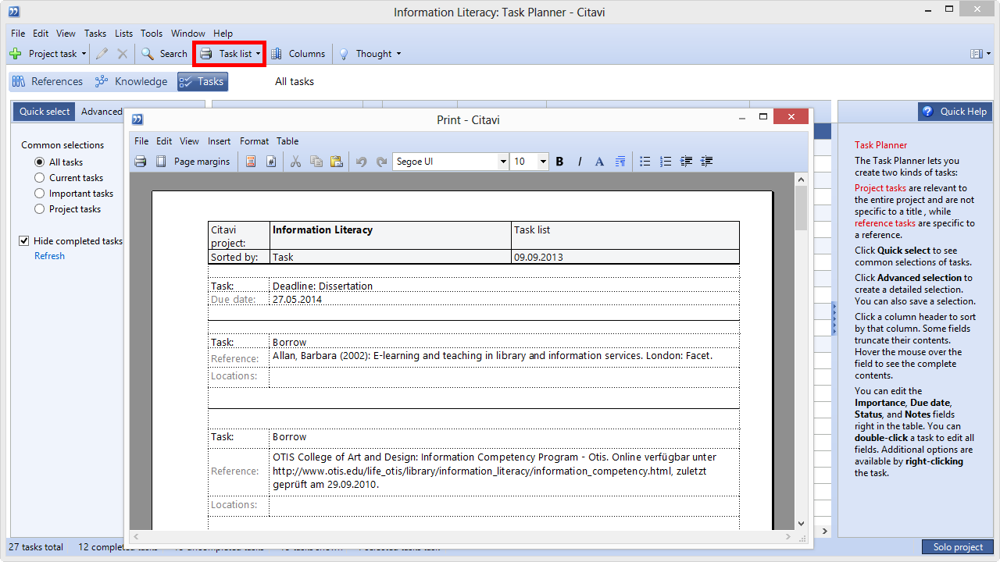 Information Literacy: Task Planner - Citavi
File Edit View Tasks Lists Tools Window Help
Project task Search Task list Columns Thought
References Knowledge Tasks All tasks
Quick select Advanced
Common selections
All tasks
Current tasks
Important tasks
Project tasks
Hide completed tasks
Refresh
Print - Citavi
File Edit View Insert Format Table
Page margins Segoe UI 10 B I A
Citavi project: Information Literacy Task list
Sorted by: Task 09.09.2013
Task: Deadline: Dissertation
Due date: 27.05.2014
Task: Borrow
Reference: Allan, Barbara (2002): E-learning and teaching in library and information services. London: Facet.
Locations:
Task: Borrow
Reference: OTIS College of Art and Design: Information Competency Program - Otis. Online verfügbar unter
http://www.otis.edu/life_otis/library/information_literacy/information_competency.html, zuletzt
geprüft am 29.09.2010.
Locations:
Quick Help
Task Planner
The Task Planner lets you
create two kinds of tasks:
Project tasks are relevant to
the entire project and are not
specific to a title , while
reference tasks are specific to
a reference.
Click Quick select to see
common selections of tasks.
Click Advanced selection to
create a detailed selection.
You can also save a selection.
Click a column header to sort
by that column. Some fields
truncate their contents.
Hover the mouse over the
field to see the complete
contents.
You can edit the
Importance, Due date,
Status, and Notes fields
right in the table. You can
double-click a task to edit all
fields. Additional options are
available by right-clicking
the task.
27 tasks total 12 completed tasks
Solo project